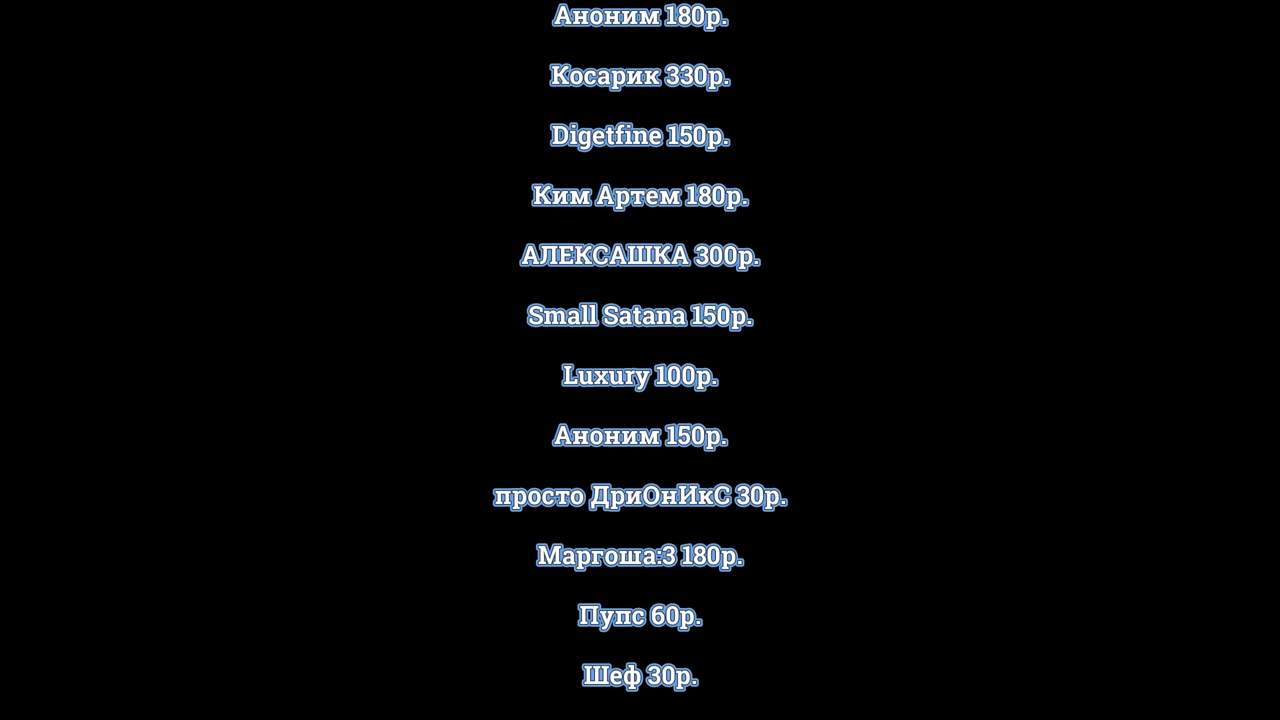 Аноним 180р.
Косарик 330р.
Digetfine 150р.
Ким Артем 180р.
АЛЕКСАШКА 300р.
Small Satana 150р.
Luxury 100р.
Аноним 150р.
просто ДриОнИкС 30р.
Маргоша:3 180р.
Пупс 60р.
Шеф 30р.